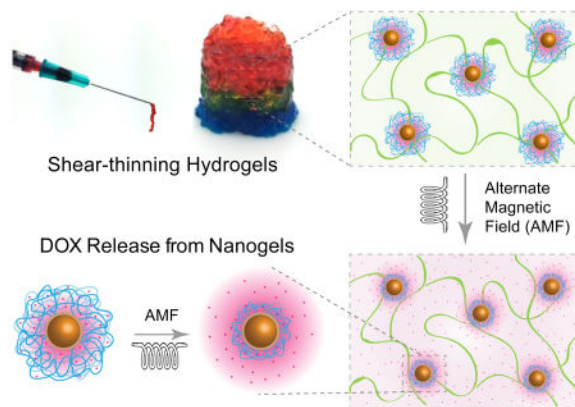 Shear-thinning Hydrogels
Alternate
Magnetic
Field (AMF)
DOX Release from Nanogels
AMF